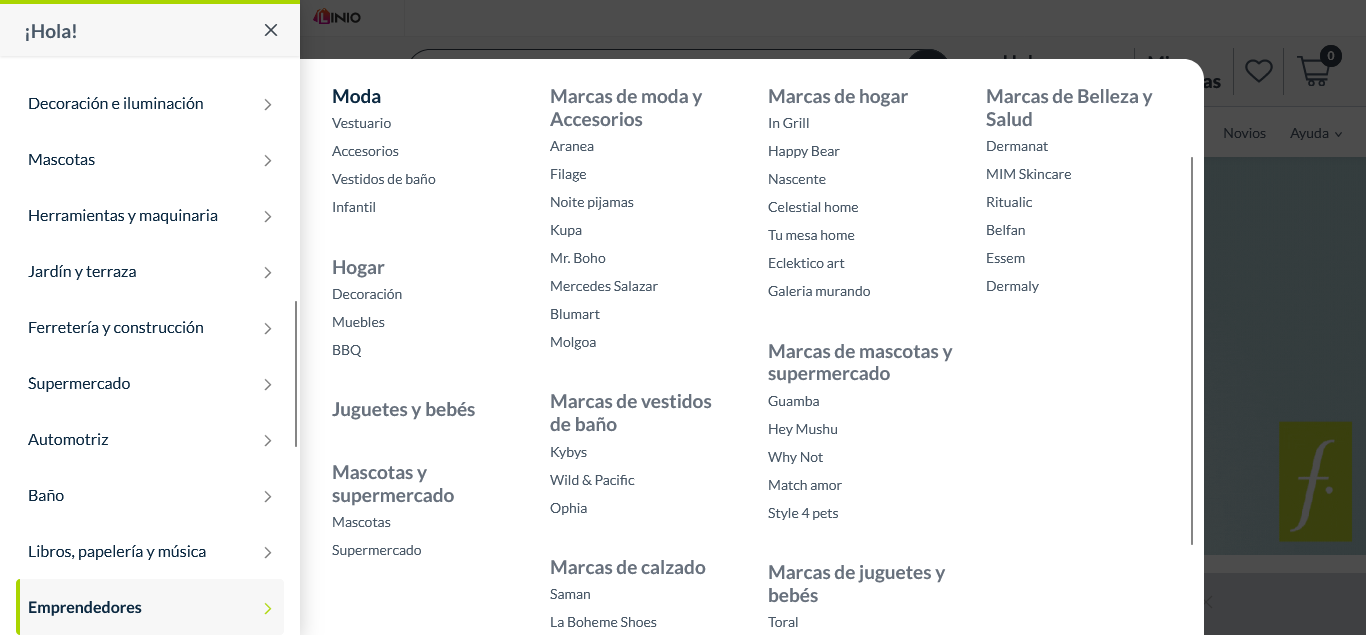 ¡Hola!
Decoración e iluminación
Mascotas
Herramientas y maquinaria
Jardín y terraza
Ferretería y construcción
Supermercado
Automotriz
Baño
Libros, papelería y música
Emprendedores
LINIO
0
Novios
Ayuda
Moda
Vestuario
Accesorios
Vestidos de baño
Infantil
Hogar
Decoración
Muebles
BBQ
Juguetes y bebés
Mascotas y
supermercado
Mascotas
Supermercado
Marcas de moda y
Accesorios
Aranea
Filage
Noite pijamas
Kupa
Mr. Boho
Mercedes Salazar
Blumart
Molgoa
Marcas de vestidos
de baño
Kybys
Wild & Pacific
Ophia
Marcas de calzado
Saman
La Boheme Shoes
Marcas de hogar
In Grill
Happy Bear
Nascente
Celestial home
Tu mesa home
Eclektico art
Galeria murando
Marcas de mascotas y
supermercado
Guamba
Hey Mushu
Why Not
Match amor
Style 4 pets
Marcas de juguetes y
bebés
Toral
Marcas de Belleza y
Salud
Dermanat
MIM Skincare
Ritualic
Belfan
Essem
Dermaly
f.